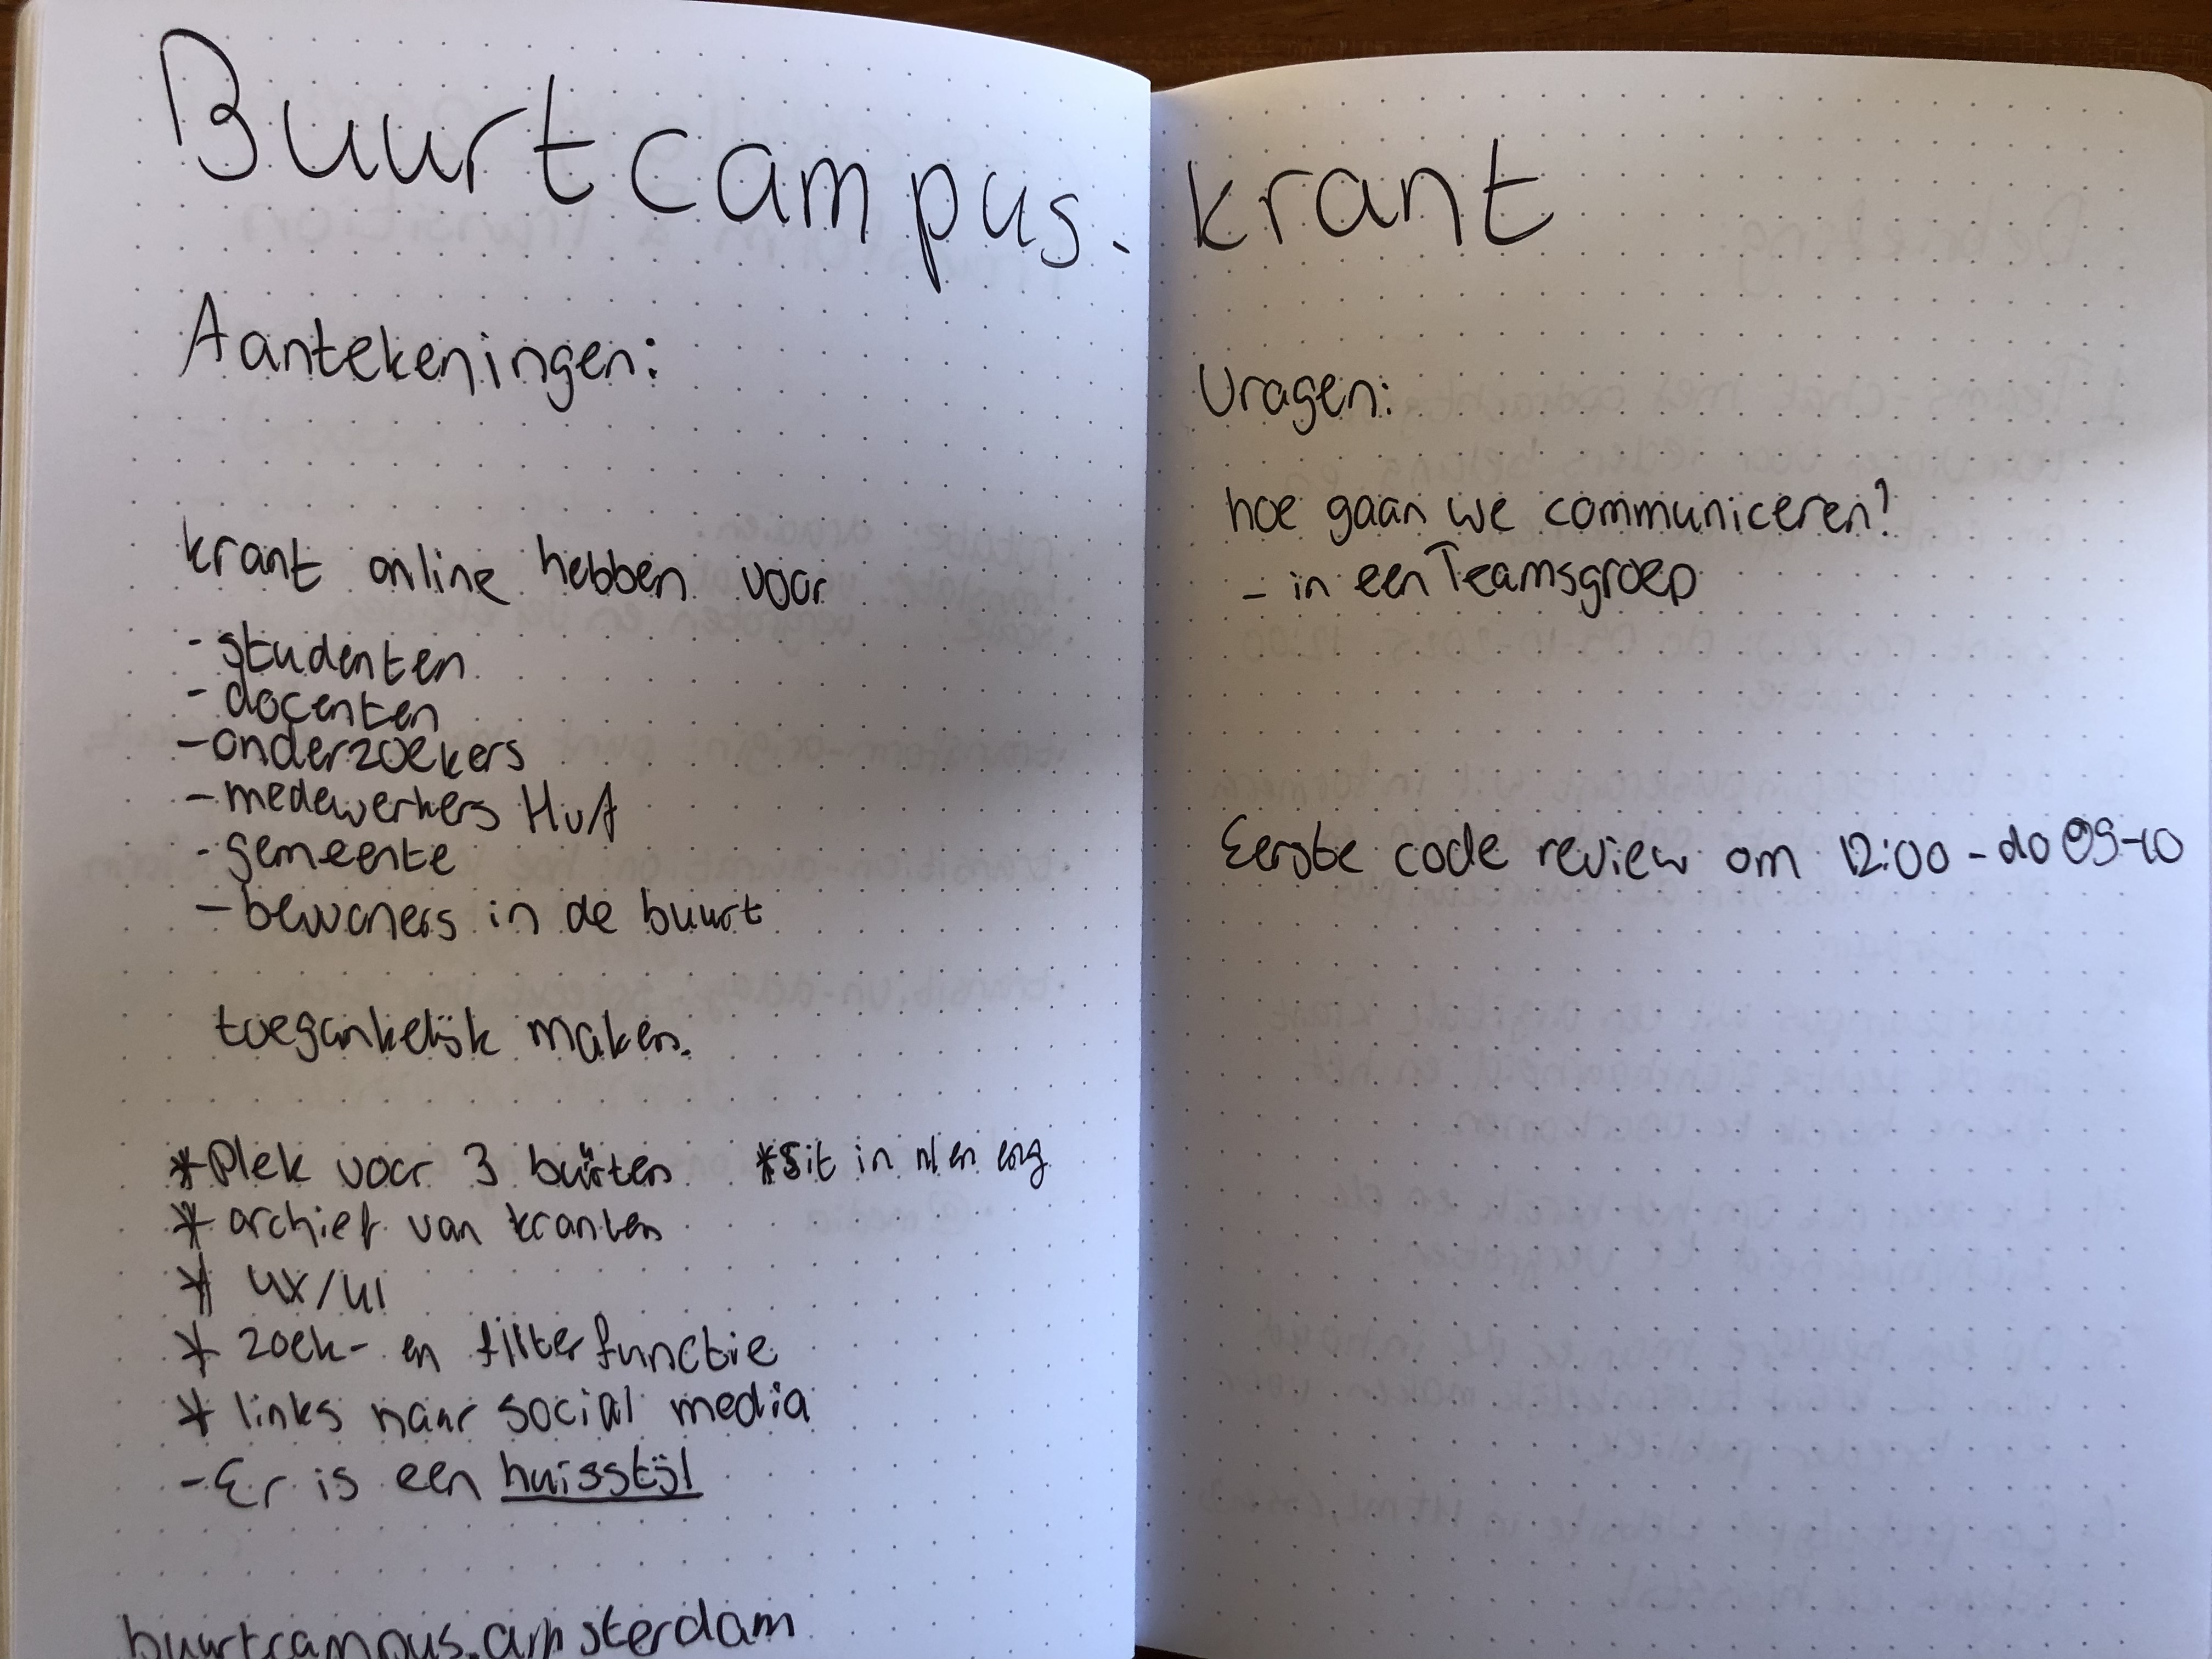 Buurtcampus-krant
Aantekeningen:
krant online hebben voor
- studenten
- docenten
- onderzoekers
- medewerkers HvA
- gemeente
- bewoners in de buurt
toegankelijk maken.
* Plek voor 3 buurten *Sit in nl en eng
* archief van kranten
* UX/UI
* zoek- en filterfunctie
* links naar social media
- Er is een huisstijl
buurtcampus.amsterdam
Vragen:
hoe gaan we communiceren?
- in een Teamsgroep
Eerste code review om 12:00 - do 09-10